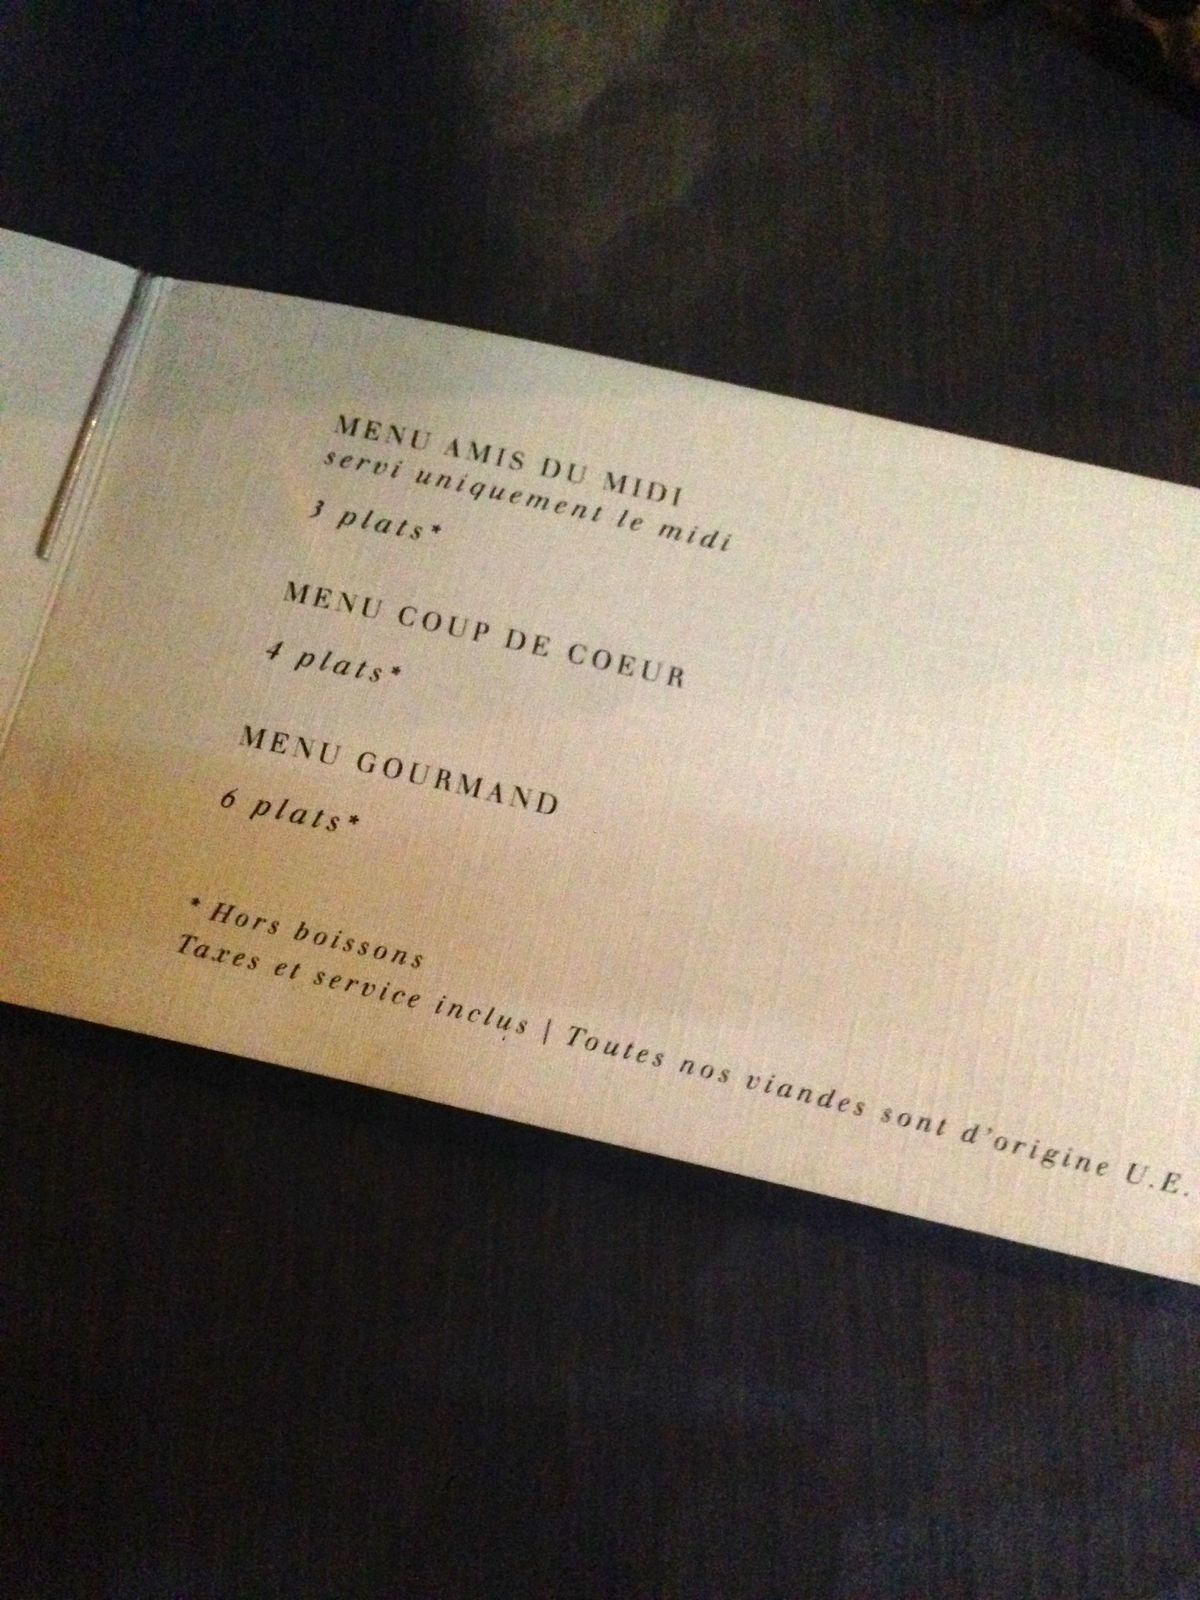 MENU AMIS DU MIDI
servi uniquement le midi
3 plats*
MENU COUP DE COEUR
4 plats*
MENU GOURMAND
6 plats*
* Hors boissons
Taxes et service inclus | Toutes nos viandes sont d'origine U.E.